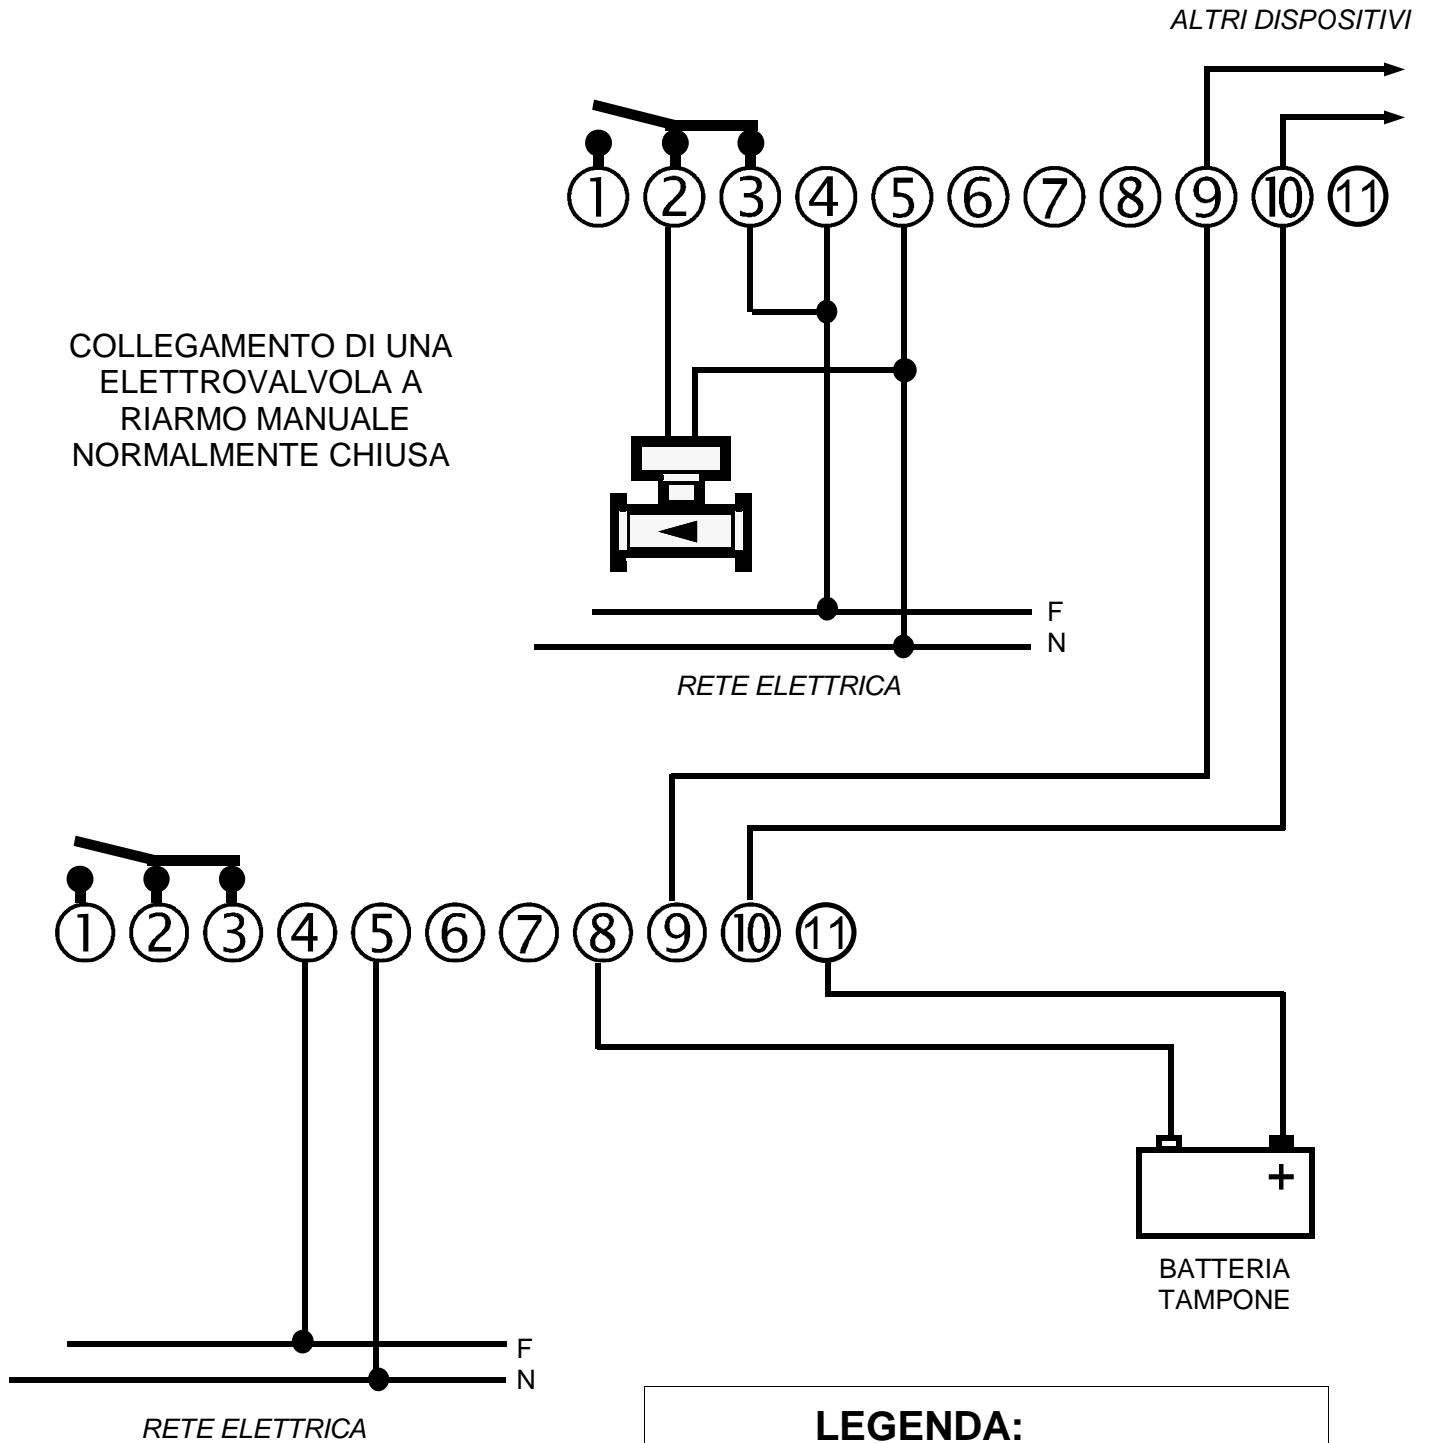 ALTRI DISPOSITIVI
1 2 3 4 5 6 7 8 9 10 11
COLLEGAMENTO DI UNA
ELETTROVALVOLA A
RIARMO MANUALE
NORMALMENTE CHIUSA
F
N
RETE ELETTRICA
1 2 3 4 5 6 7 8 9 10 11
+
BATTERIA
TAMPONE
F
N
RETE ELETTRICA
LEGENDA: